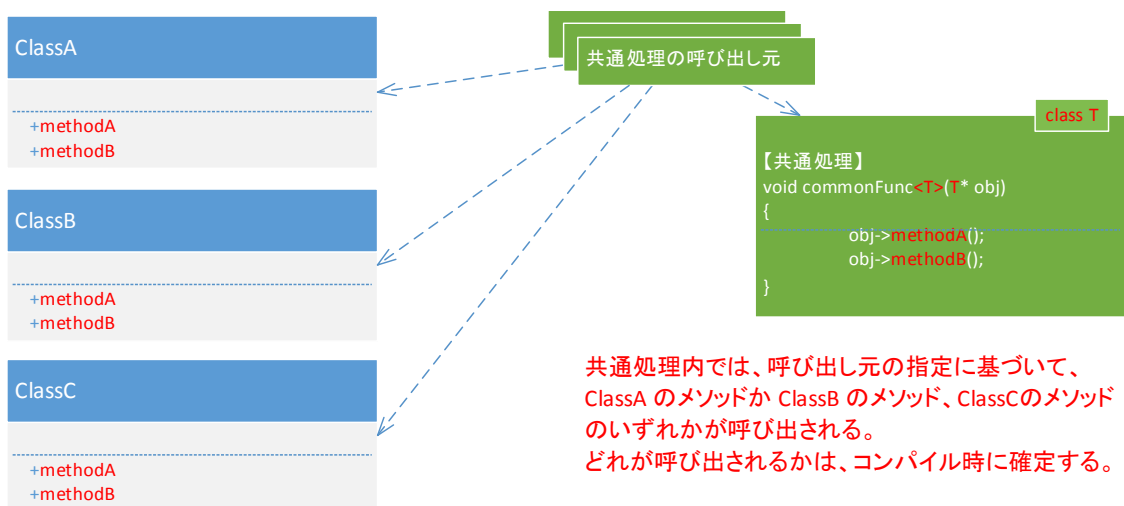 ClassA
+methodA
+methodB
ClassB
+methodA
+methodB
ClassC
+methodA
+methodB
共通処理の呼び出し元
class T
【共通処理】
void commonFunc<T>(T* obj)
{
obj->methodA();
obj->methodB();
}
共通処理内では、呼び出し元の指定に基づいて、
ClassA のメソッドか ClassB のメソッド、ClassCのメソッド
のいずれかが呼び出される。
どれが呼び出されるかは、コンパイル時に確定する。